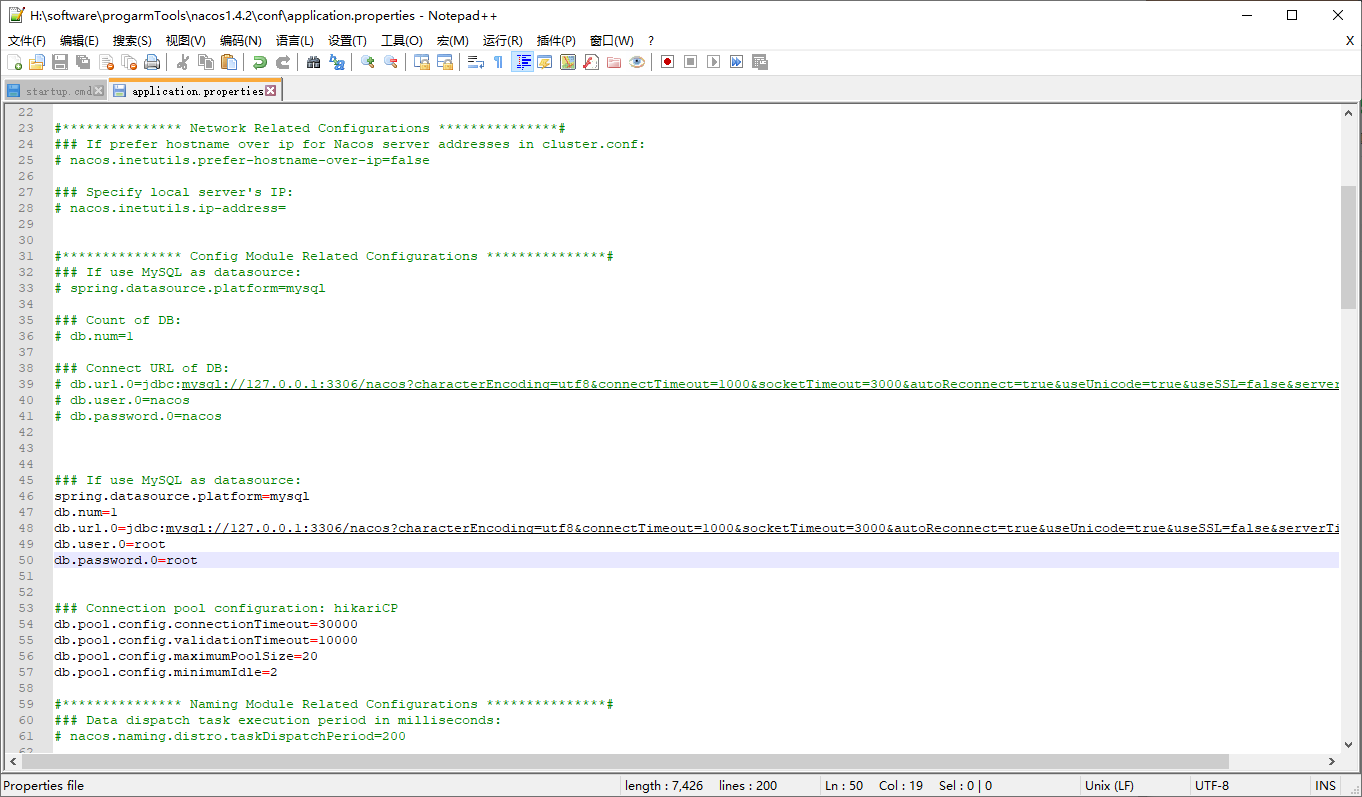 H:\software\progarmTools\nacos1.4.2\conf\application.properties - Notepad++
文件(F) 编辑(E) 搜索(S) 视图(V) 编码(N) 语言(L) 设置(T) 工具(O) 宏(M) 运行(R) 插件(P) 窗口(W) ? X
startup.cmd application.properties
22
23 #*************** Network Related Configurations ***************#
24 ### If prefer hostname over ip for Nacos server addresses in cluster.conf:
25 # nacos.inetutils.prefer-hostname-over-ip=false
26
27 ### Specify local server's IP:
28 # nacos.inetutils.ip-address=
29
30
31 #*************** Config Module Related Configurations ***************#
32 ### If use MySQL as datasource:
33 # spring.datasource.platform=mysql
34
35 ### Count of DB:
36 # db.num=1
37
38 ### Connect URL of DB:
39 # db.url.0=jdbc:mysql://127.0.0.1:3306/nacos?characterEncoding=utf8&connectTimeout=1000&socketTimeout=3000&autoReconnect=true&useUnicode=true&useSSL=false&server
40 # db.user.0=nacos
41 # db.password.0=nacos
42
43
44
45 ### If use MySQL as datasource:
46 spring.datasource.platform=mysql
47 db.num=1
48 db.url.0=jdbc:mysql://127.0.0.1:3306/nacos?characterEncoding=utf8&connectTimeout=1000&socketTimeout=3000&autoReconnect=true&useUnicode=true&useSSL=false&serverTi
49 db.user.0=root
50 db.password.0=root
51
52
53 ### Connection pool configuration: hikariCP
54 db.pool.config.connectionTimeout=30000
55 db.pool.config.validationTimeout=10000
56 db.pool.config.maximumPoolSize=20
57 db.pool.config.minimumIdle=2
58
59 #*************** Naming Module Related Configurations ***************#
60 ### Data dispatch task execution period in milliseconds:
61 # nacos.naming.distro.taskDispatchPeriod=200
62
Properties file length : 7,426 lines : 200 Ln : 50 Col : 19 Sel : 0 | 0 Unix (LF) UTF-8 INS